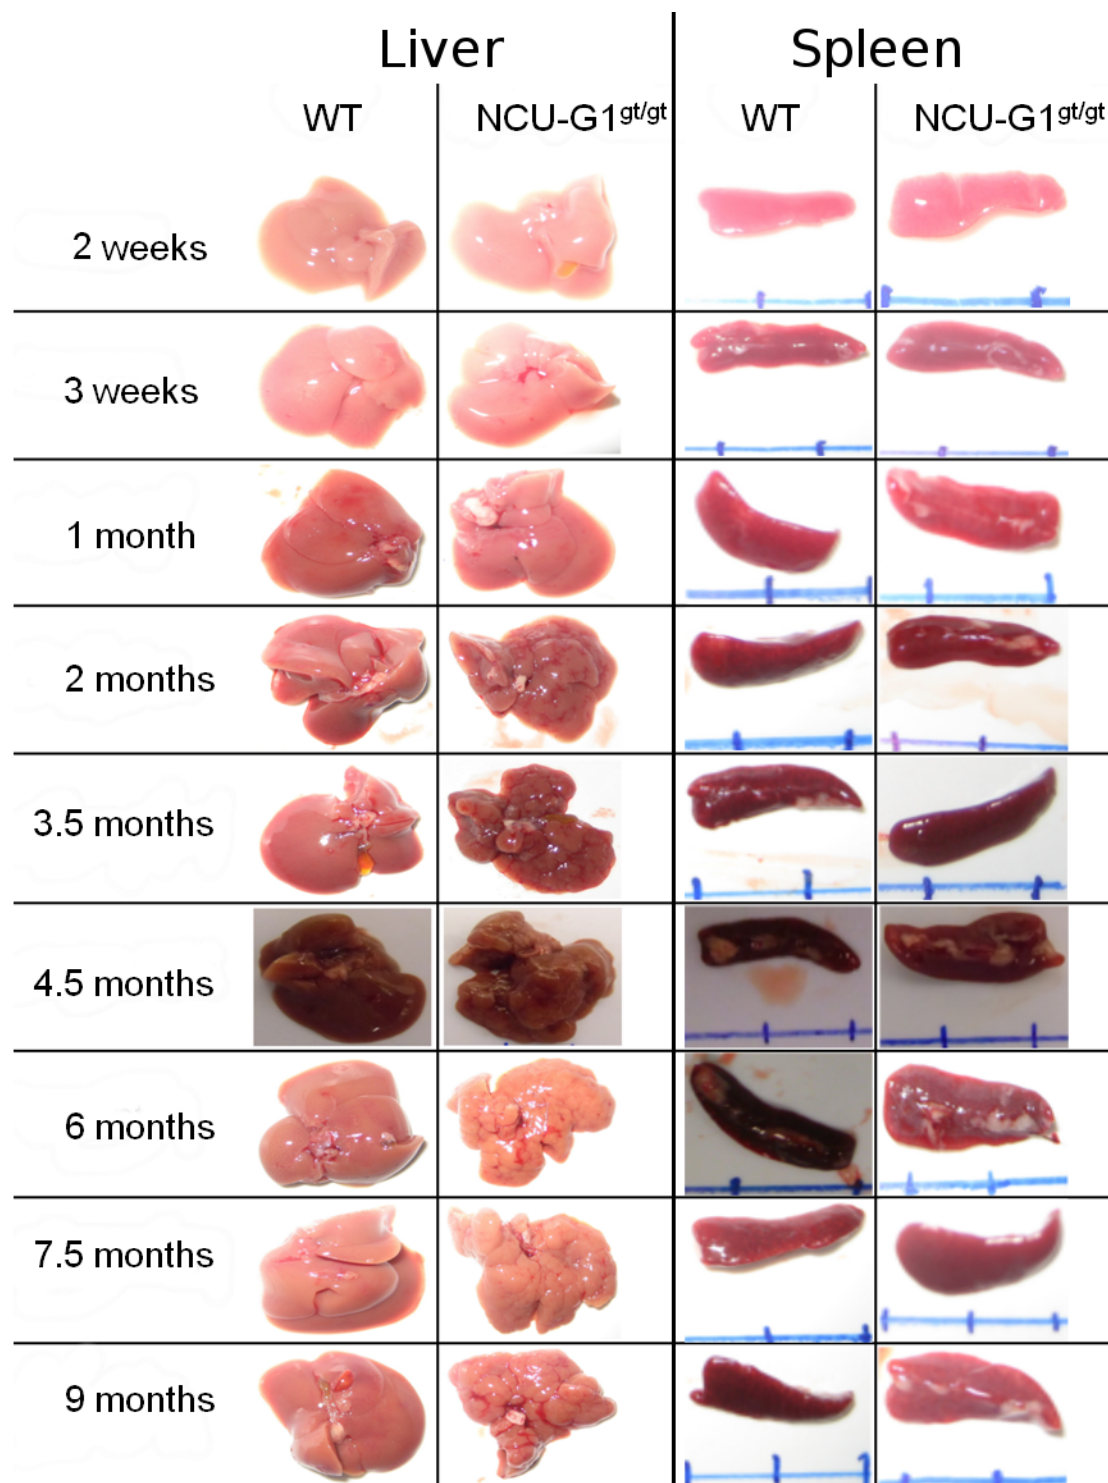 Liver Spleen
WT NCU-G1gt/gt WT NCU-G1gt/gt
2 weeks
3 weeks
1 month
2 months
3.5 months
4.5 months
6 months
7.5 months
9 months